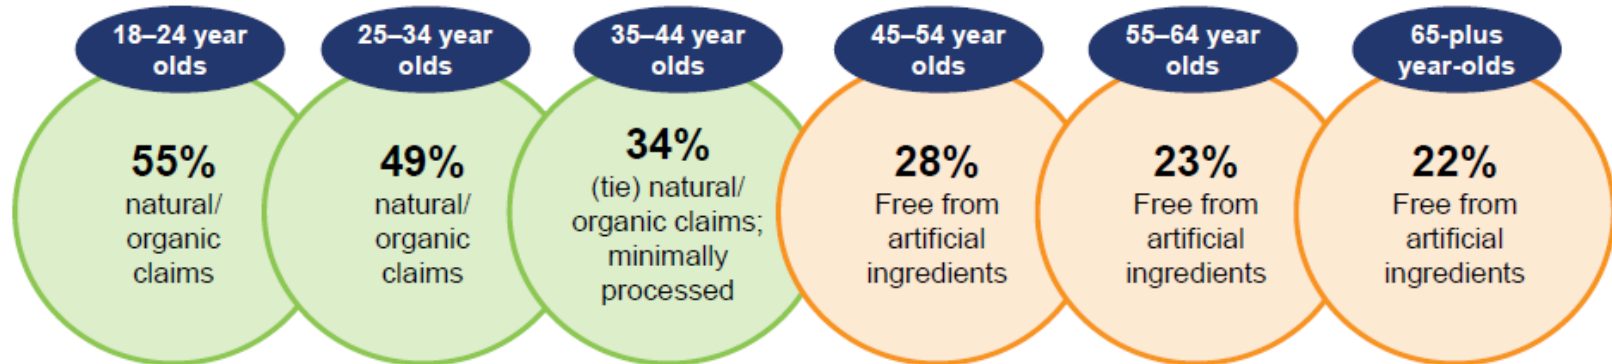 18–24 year
olds
55%
natural/
organic
claims
25–34 year
olds
49%
natural/
organic
claims
35–44 year
olds
34%
(tie) natural/
organic claims;
minimally
processed
45–54 year
olds
28%
Free from
artificial
ingredients
55–64 year
olds
23%
Free from
artificial
ingredients
65-plus
year-olds
22%
Free from
artificial
ingredients